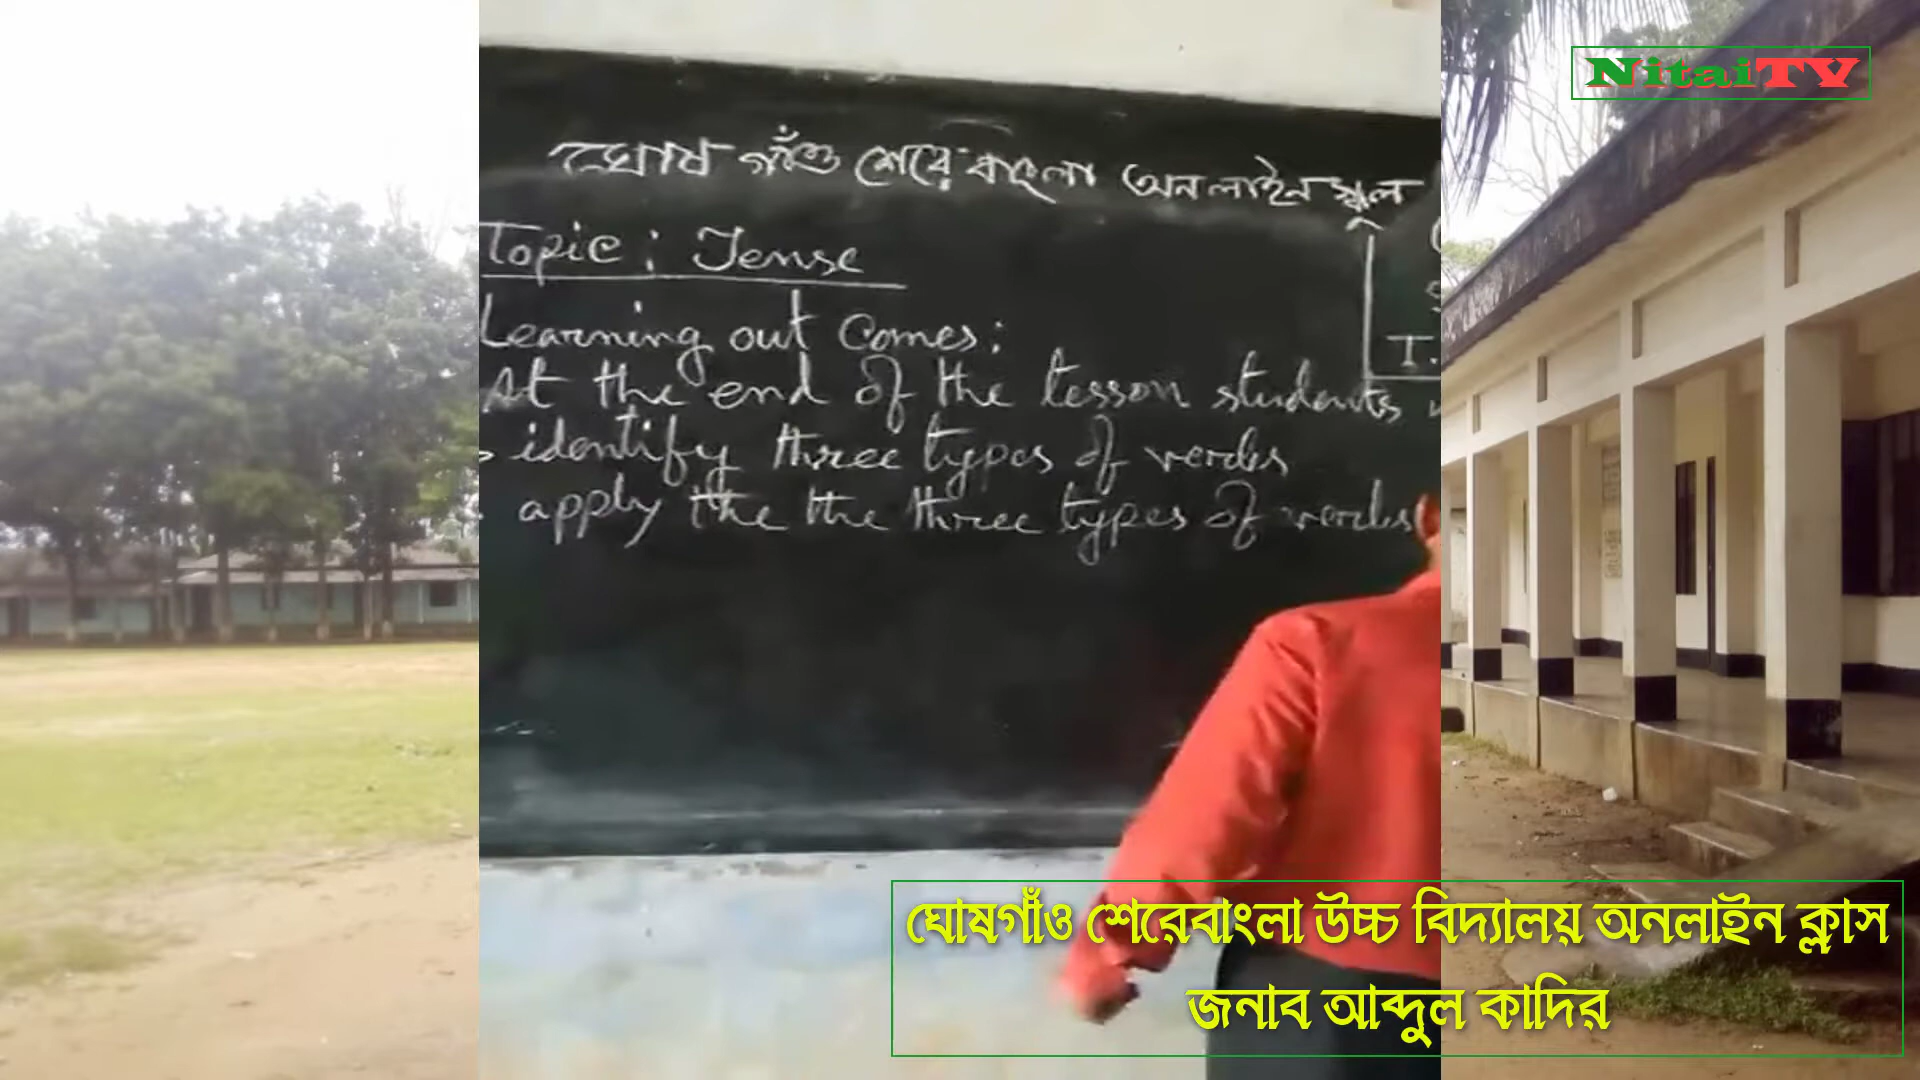 NitaiTV
ঘোষ গাঁও শেরে বাংলা অনলাইন স্কুল
Topic : Tense
Learning out Comes :
At the end of the lesson students
identify three types of verbs
apply the the three types of verbs
T.
ঘোষগাঁও শেরেবাংলা উচ্চ বিদ্যালয় অনলাইন ক্লাস
জনাব আব্দুল কাদির